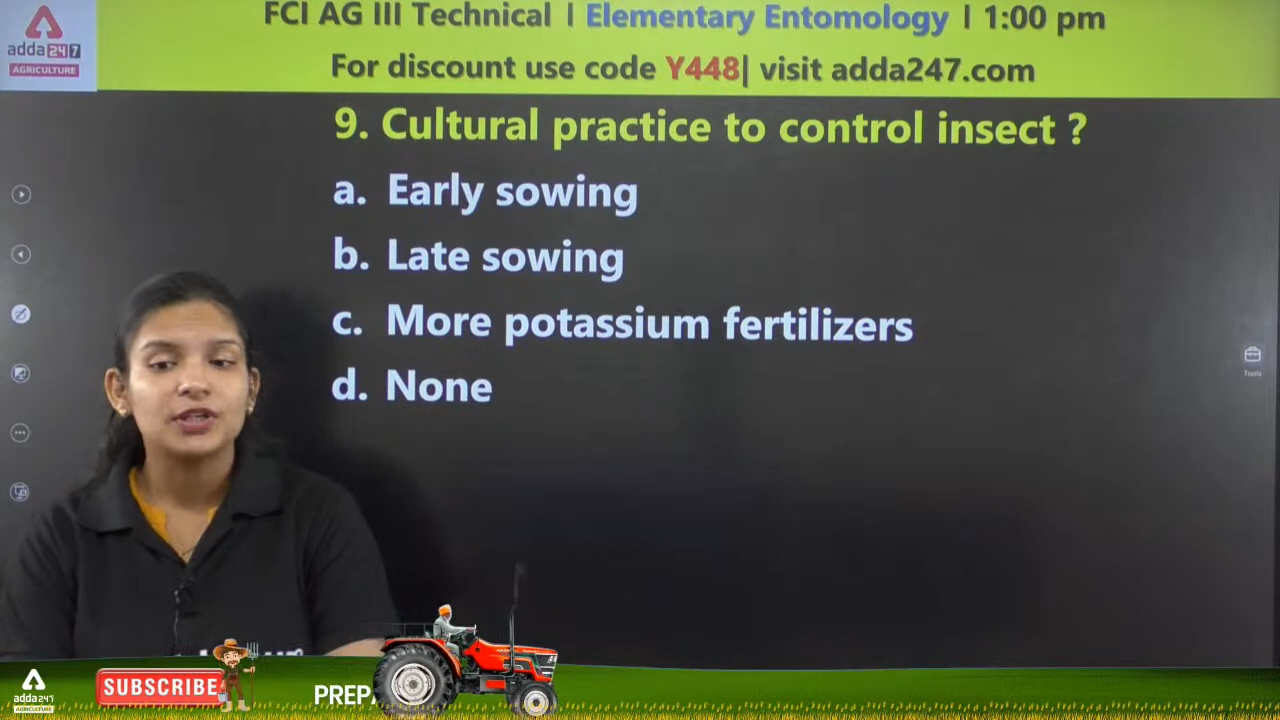 FCI AG III Technical I Elementary Entomology I 1:00 pm
adda247
AGRICULTURE
For discount use code Y448| visit adda247.com
9. Cultural practice to control insect ?
a. Early sowing
b. Late sowing
c. More potassium fertilizers
d. None
Tools
adda247
AGRICULTURE
SUBSCRIBE
PREP